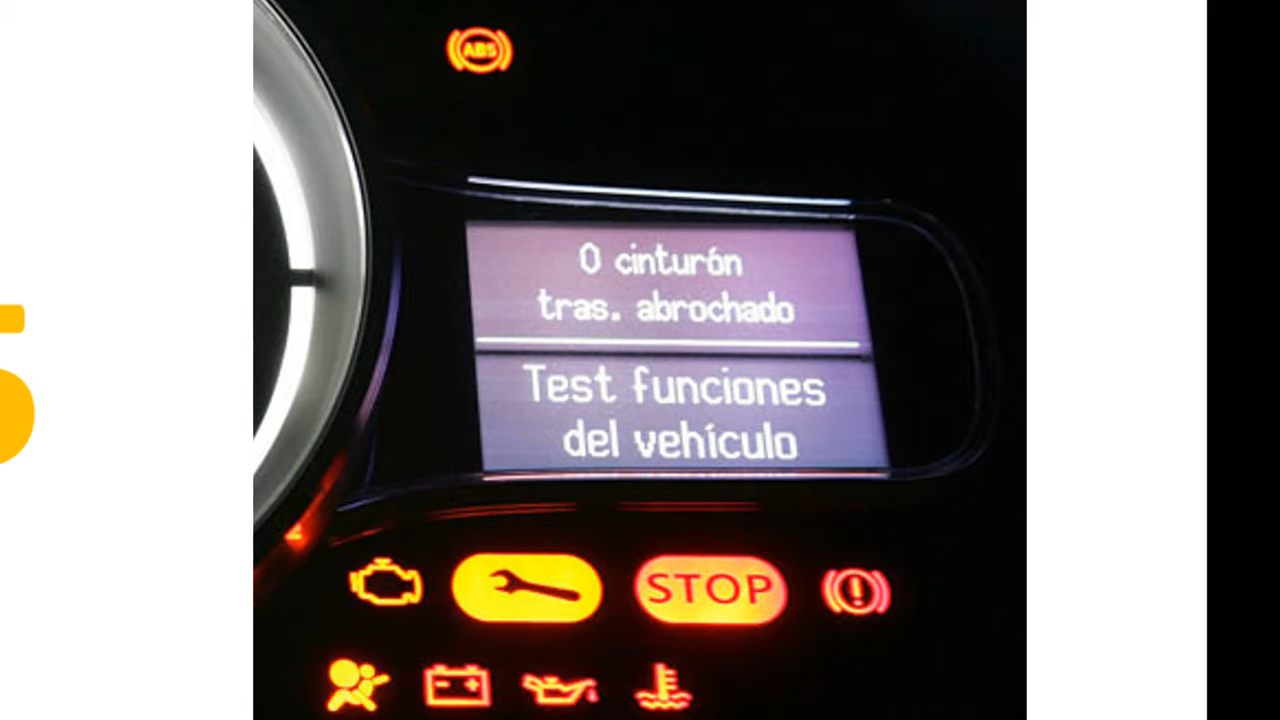 ABS
0 cinturón
tras. abrochado
Test funciones
del vehículo
STOP